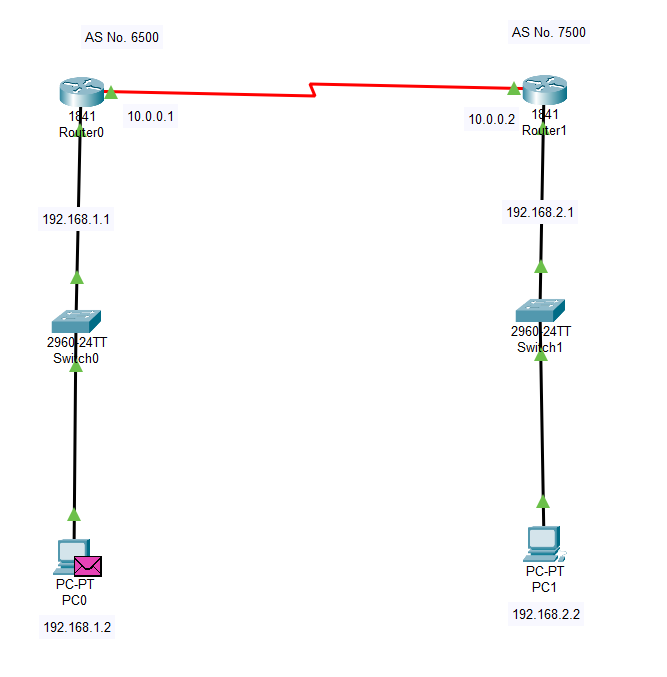 AS No. 6500
AS No. 7500
1841
Router0
10.0.0.1
10.0.0.2
1841
Router1
192.168.1.1
192.168.2.1
2960-24TT
Switch0
2960-24TT
Switch1
PC-PT
PC0
PC-PT
PC1
192.168.1.2
192.168.2.2